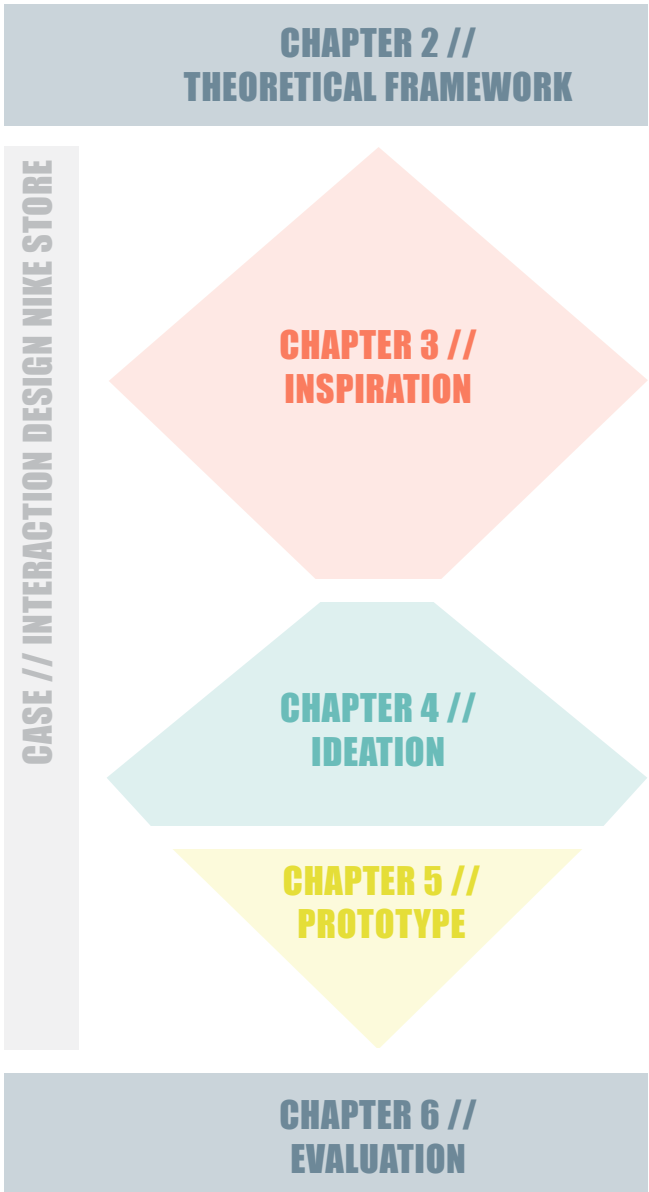 CHAPTER 2 //
THEORETICAL FRAMEWORK
CASE // INTERACTION DESIGN NIKE STORE
CHAPTER 3 //
INSPIRATION
CHAPTER 4 //
IDEATION
CHAPTER 5 //
PROTOTYPE
CHAPTER 6 //
EVALUATION